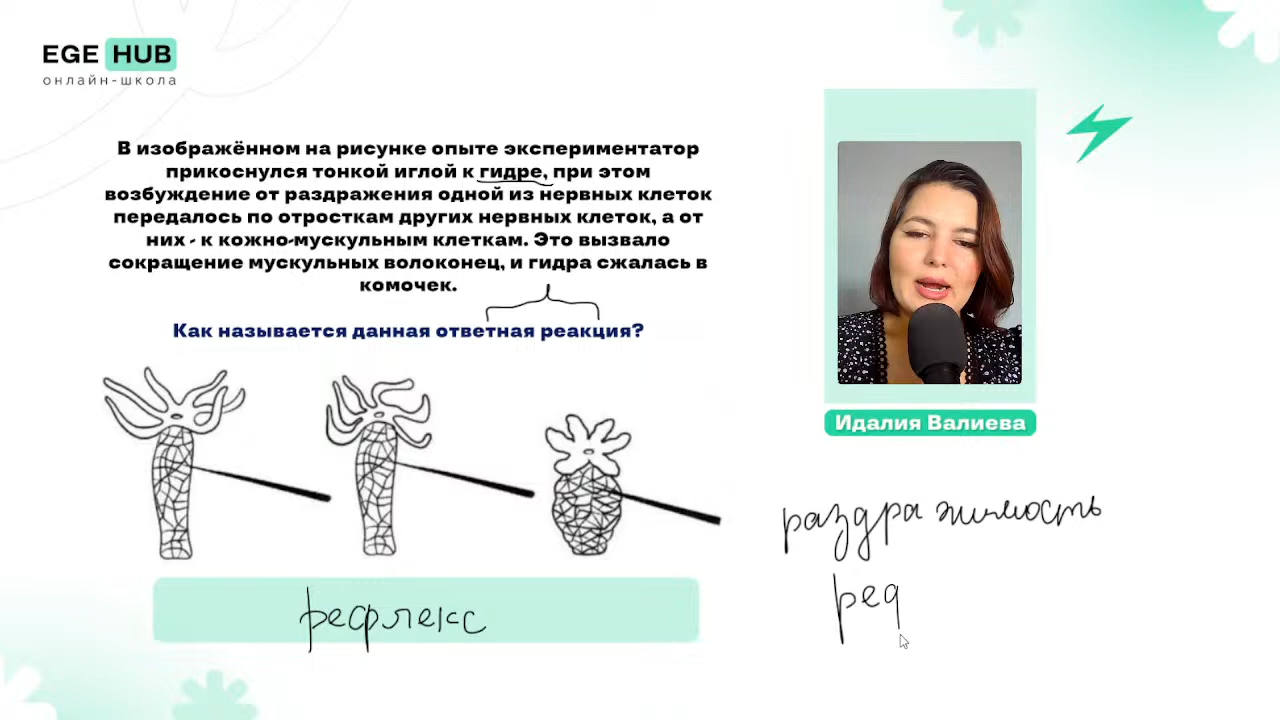 EGE HUB
онлайн-школа
В изображённом на рисунке опыте экспериментатор
прикоснулся тонкой иглой к гидре, при этом
возбуждение от раздражения одной из нервных клеток
передалось по отросткам других нервных клеток, а от
них - к кожно-мускульным клеткам. Это вызвало
сокращение мускульных волоконец, и гидра сжалась в
комочек.
Как называется данная ответная реакция?
Идалия Валиева
раздражимость
реф
рефлекс